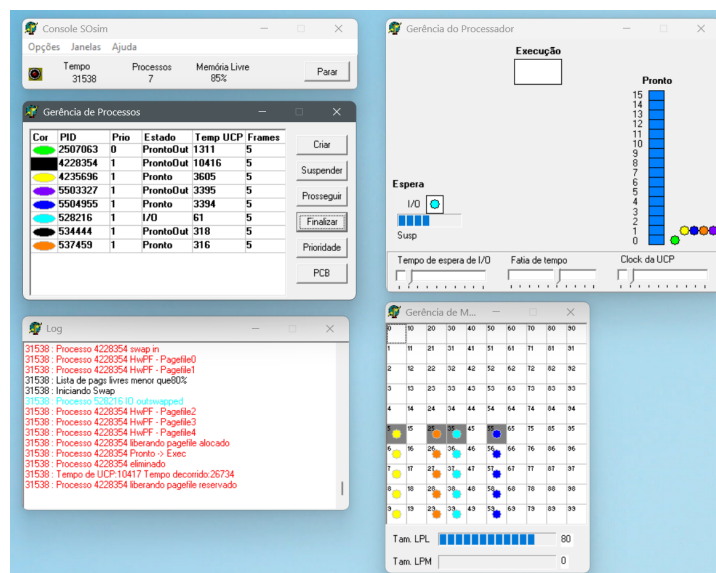 Console SOsim
Opções Janelas Ajuda
Tempo Processos Memória Livre
31538 7 85%
Parar
Gerência de Processos
Cor PID Prio Estado Temp UCP Frames
2507063 0 ProntoOut 1311 5
4228354 1 ProntoOut 10416 5
4235696 1 Pronto 3605 5
5503327 1 ProntoOut 3395 5
5504955 1 Pronto 3394 5
528216 1 I/O 61 5
534444 1 ProntoOut 318 5
537459 1 Pronto 316 5
Criar
Suspender
Prosseguir
Finalizar
Prioridade
PCB
Log
31538 : Processo 4228354 swap in
31538 : Processo 4228354 HwPF - Pagefile0
31538 : Processo 4228354 HwPF - Pagefile1
31538 : Lista de pags livres menor que80%
31538 : Iniciando Swap
31538 : Processo 528216 I0 outswapped
31538 : Processo 4228354 HwPF - Pagefile2
31538 : Processo 4228354 HwPF - Pagefile3
31538 : Processo 4228354 HwPF - Pagefile4
31538 : Processo 4228354 liberando pagefile alocado
31538 : Processo 4228354 Pronto -> Exec
31538 : Processo 4228354 eliminado
31538 : Tempo de UCP:10417 Tempo decorrido:26734
31538 : Processo 4228354 liberando pagefile reservado
Gerência do Processador
Execução
Pronto
15
14
13
12
11
10
9
8
7
6
5
4
3
2
1
0
Espera
I/O
Susp
Tempo de espera de I/O Fatia de tempo Clock da UCP
Gerência de M...
0 10 20 30 40 50 60 70 80 90
1 11 21 31 41 51 61 71 81 91
2 12 22 32 42 52 62 72 82 92
3 13 23 33 43 53 63 73 83 93
4 14 24 34 44 54 64 74 84 94
5 15 25 35 45 55 65 75 85 95
6 16 26 36 46 56 66 76 86 96
7 17 27 37 47 57 67 77 87 97
8 18 28 38 48 58 68 78 88 98
9 19 29 39 49 59 69 79 89 99
Tam. LPL 80
Tam. LPM 0